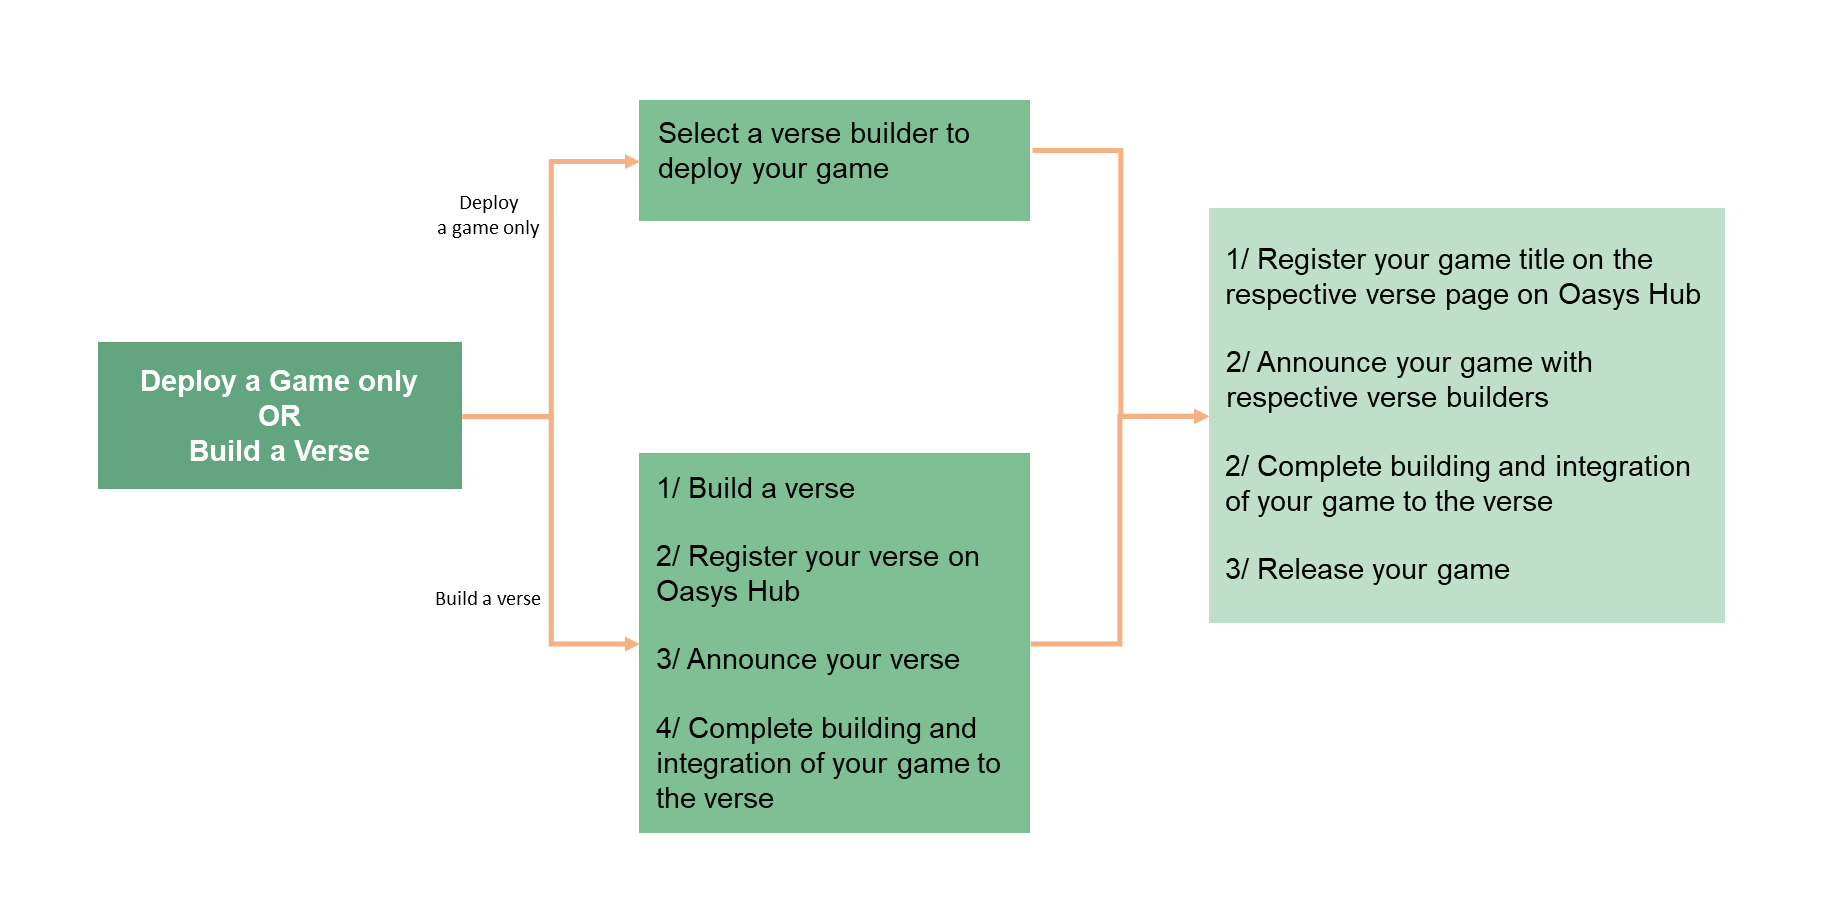 Deploy a Game only
OR
Build a Verse
Deploy
a game only
Build a verse
Select a verse builder to
deploy your game
1/ Build a verse
2/ Register your verse on
Oasys Hub
3/ Announce your verse
4/ Complete building and
integration of your game to
the verse
1/ Register your game title on the
respective verse page on Oasys Hub
2/ Announce your game with
respective verse builders
2/ Complete building and integration
of your game to the verse
3/ Release your game